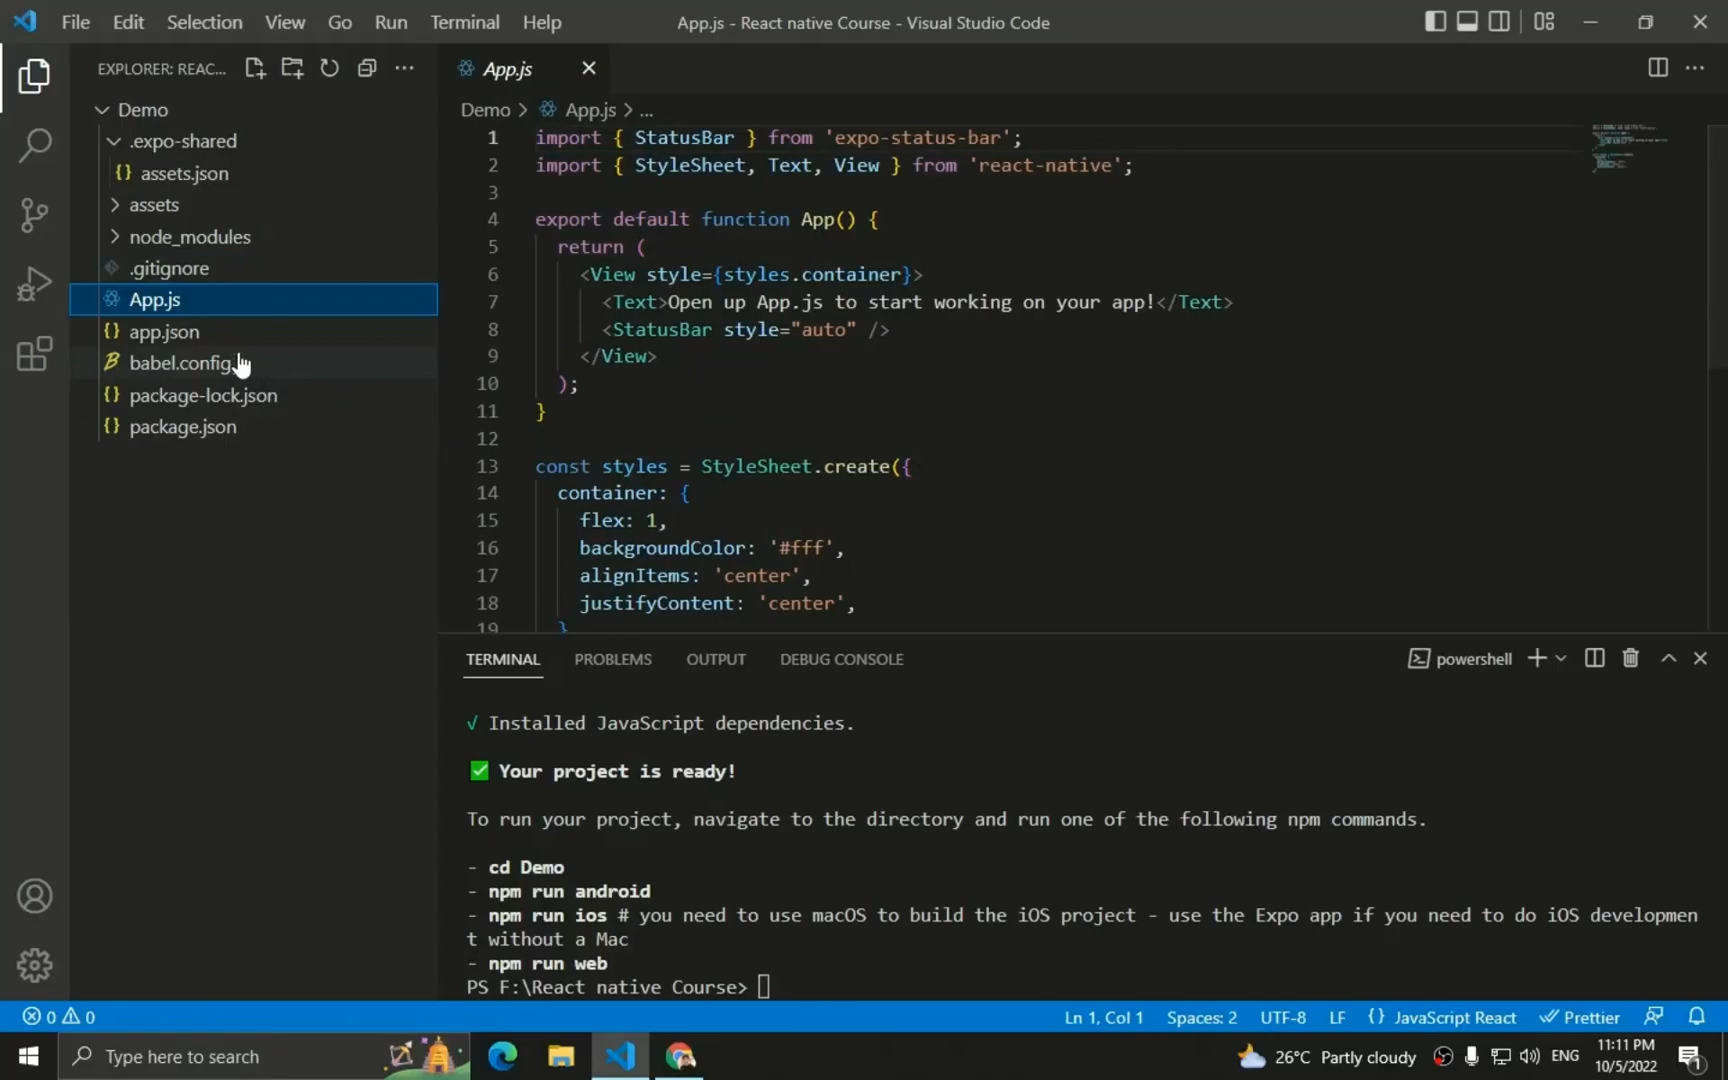 File Edit Selection View Go Run Terminal Help App.js - React native Course - Visual Studio Code
EXPLORER: REAC...
Demo
.expo-shared
{} assets.json
assets
node_modules
.gitignore
App.js
{} app.json
babel.config.
{} package-lock.json
{} package.json
App.js
Demo > App.js > ...
1 import { StatusBar } from 'expo-status-bar';
2 import { StyleSheet, Text, View } from 'react-native';
3
4 export default function App() {
5 return (
6 <View style={styles.container}>
7 <Text>Open up App.js to start working on your app!</Text>
8 <StatusBar style="auto" />
9 </View>
10 );
11 }
12
13 const styles = StyleSheet.create({
14 container: {
15 flex: 1,
16 backgroundColor: '#fff',
17 alignItems: 'center',
18 justifyContent: 'center',
19 }
TERMINAL PROBLEMS OUTPUT DEBUG CONSOLE powershell
√ Installed JavaScript dependencies.
✅ Your project is ready!
To run your project, navigate to the directory and run one of the following npm commands.
- cd Demo
- npm run android
- npm run ios # you need to use macOS to build the iOS project - use the Expo app if you need to do iOS developmen
t without a Mac
- npm run web
PS F:\React native Course>
0 0 Ln 1, Col 1 Spaces: 2 UTF-8 LF {} JavaScript React Prettier
Type here to search 26°C Partly cloudy ENG 11:11 PM
10/5/2022
1